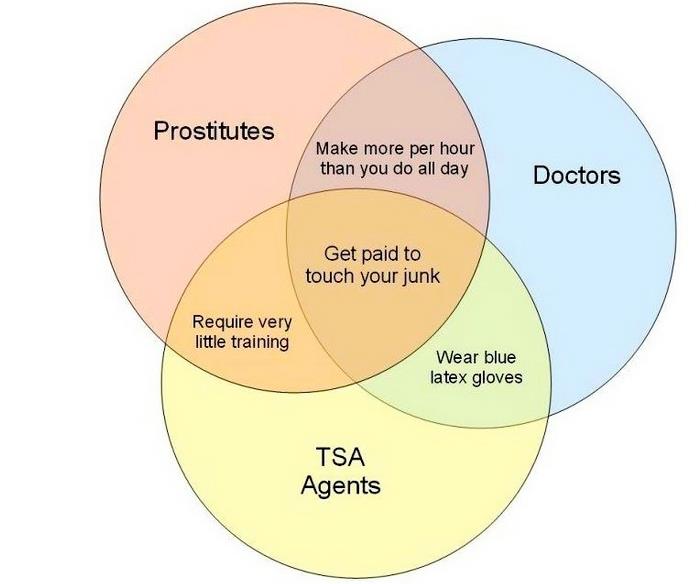 Prostitutes
Make more per hour
than you do all day
Doctors
Get paid to
touch your junk
Require very
little training
Wear blue
latex gloves
TSA
Agents